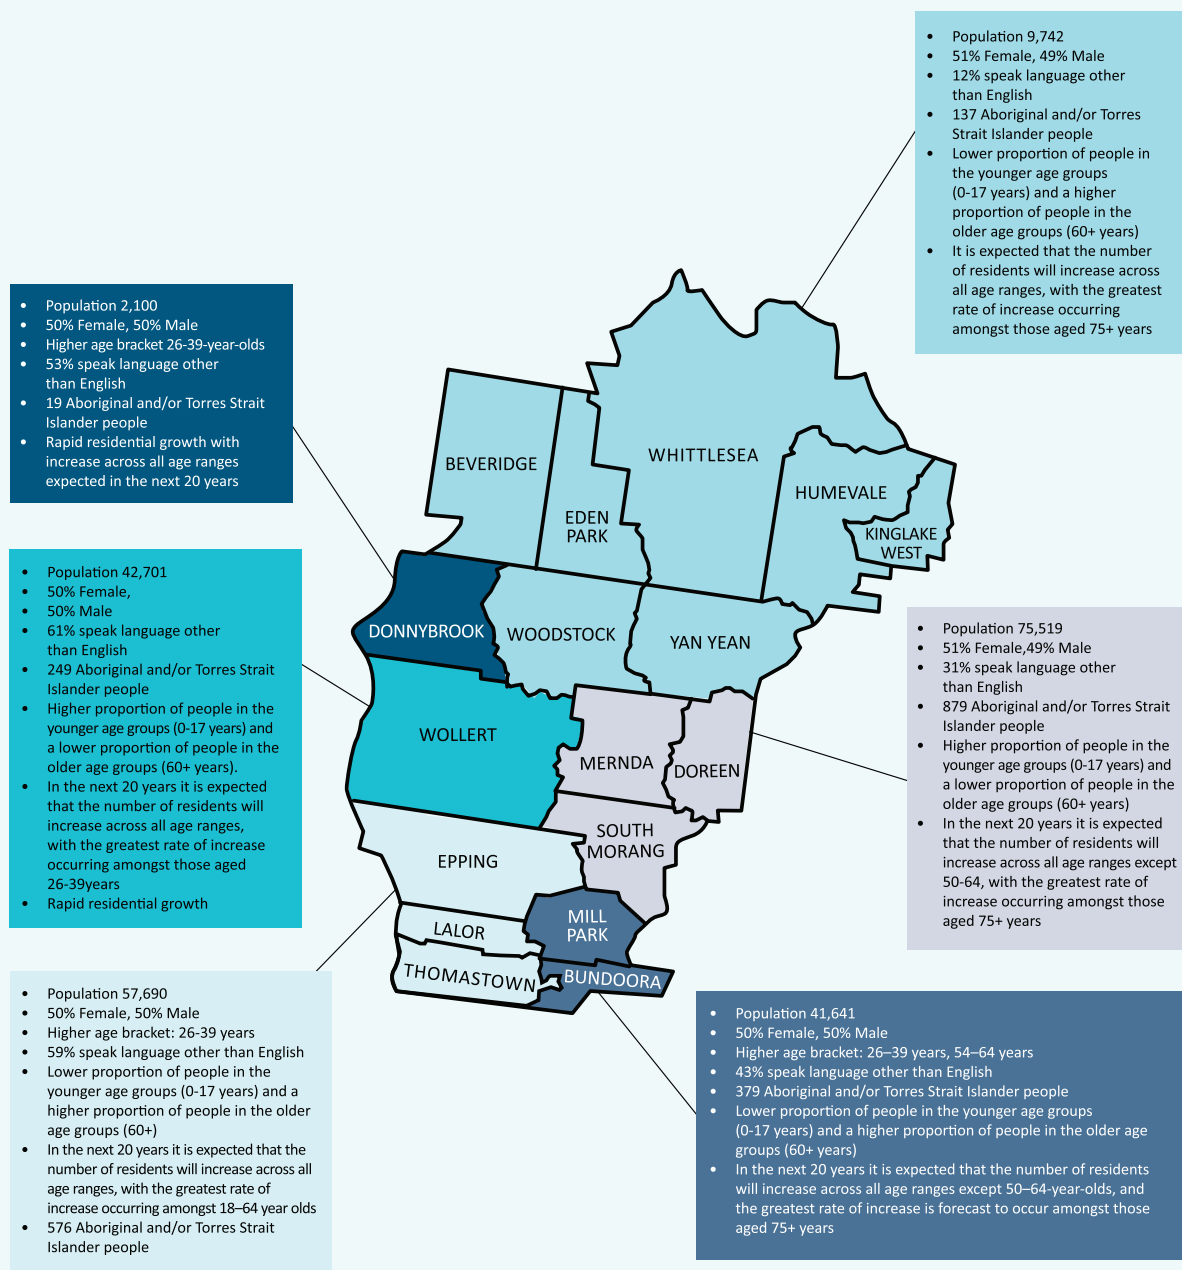 • Population 9,742
• 51% Female, 49% Male
• 12% speak language other
than English
• 137 Aboriginal and/or Torres
Strait Islander people
• Lower proportion of people in
the younger age groups
(0-17 years) and a higher
proportion of people in the
older age groups (60+ years)
• It is expected that the number
of residents will increase across
all age ranges, with the greatest
rate of increase occurring
amongst those aged 75+ years
• Population 2,100
• 50% Female, 50% Male
• Higher age bracket 26-39-year-olds
• 53% speak language other
than English
• 19 Aboriginal and/or Torres Strait
Islander people
• Rapid residential growth with
increase across all age ranges
expected in the next 20 years
BEVERIDGE
EDEN
PARK
WHITTLESEA
HUMEVALE
KINGLAKE
WEST
DONNYBROOK
WOODSTOCK
YAN YEAN
WOLLERT
MERNDA
DOREEN
SOUTH
MORANG
EPPING
MILL
PARK
LALOR
THOMASTOWN
BUNDOORA
• Population 42,701
• 50% Female,
• 50% Male
• 61% speak language other
than English
• 249 Aboriginal and/or Torres Strait
Islander people
• Higher proportion of people in the
younger age groups (0-17 years) and
a lower proportion of people in the
older age groups (60+ years).
• In the next 20 years it is expected
that the number of residents will
increase across all age ranges,
with the greatest rate of increase
occurring amongst those aged
26-39years
• Rapid residential growth
• Population 75,519
• 51% Female,49% Male
• 31% speak language other
than English
• 879 Aboriginal and/or Torres Strait
Islander people
• Higher proportion of people in the
younger age groups (0-17 years) and
a lower proportion of people in the
older age groups (60+ years)
• In the next 20 years it is expected
that the number of residents will
increase across all age ranges except
50-64, with the greatest rate of
increase occurring amongst those
aged 75+ years
• Population 57,690
• 50% Female, 50% Male
• Higher age bracket: 26-39 years
• 59% speak language other than English
• Lower proportion of people in the
younger age groups (0-17 years) and a
higher proportion of people in the older
age groups (60+)
• In the next 20 years it is expected that the
number of residents will increase across all
age ranges, with the greatest rate of
increase occurring amongst 18–64 year olds
• 576 Aboriginal and/or Torres Strait
Islander people
• Population 41,641
• 50% Female, 50% Male
• Higher age bracket: 26–39 years, 54–64 years
• 43% speak language other than English
• 379 Aboriginal and/or Torres Strait Islander people
• Lower proportion of people in the younger age groups
(0-17 years) and a higher proportion of people in the older age
groups (60+ years)
• In the next 20 years it is expected that the number of residents
will increase across all age ranges except 50–64-year-olds, and
the greatest rate of increase is forecast to occur amongst those
aged 75+ years